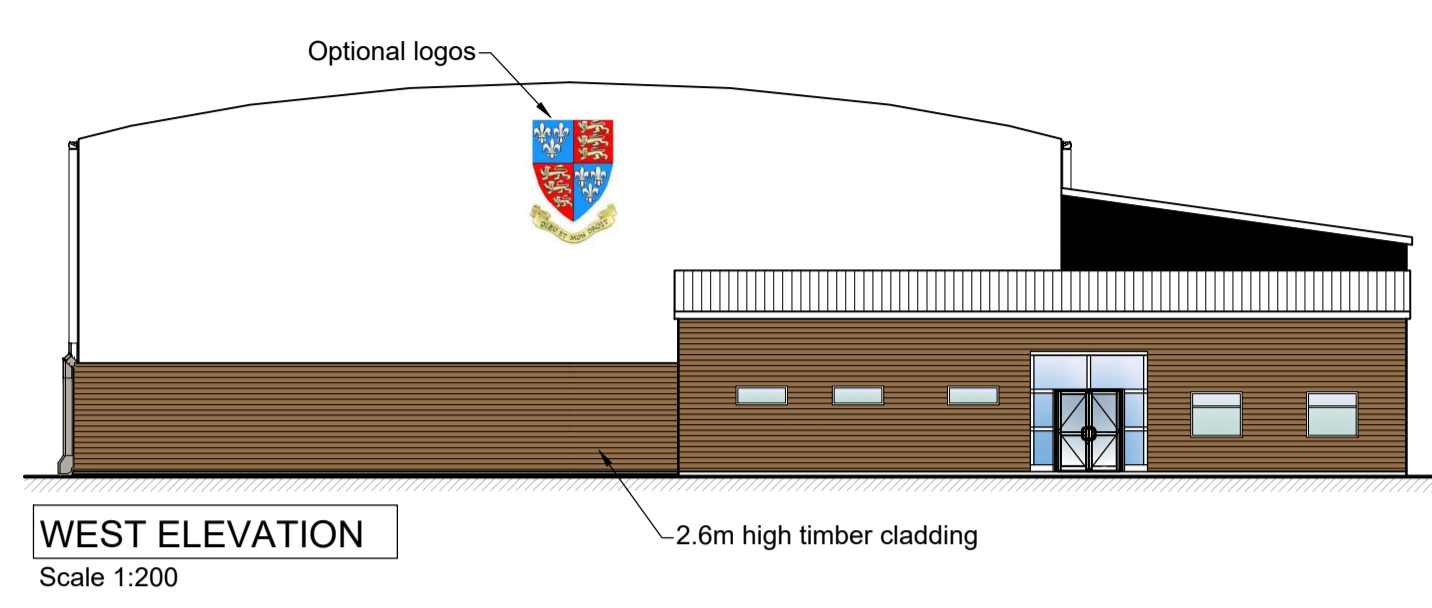 Optional logos
DIEU ET MON DROIT
2.6m high timber cladding
WEST ELEVATION
Scale 1:200